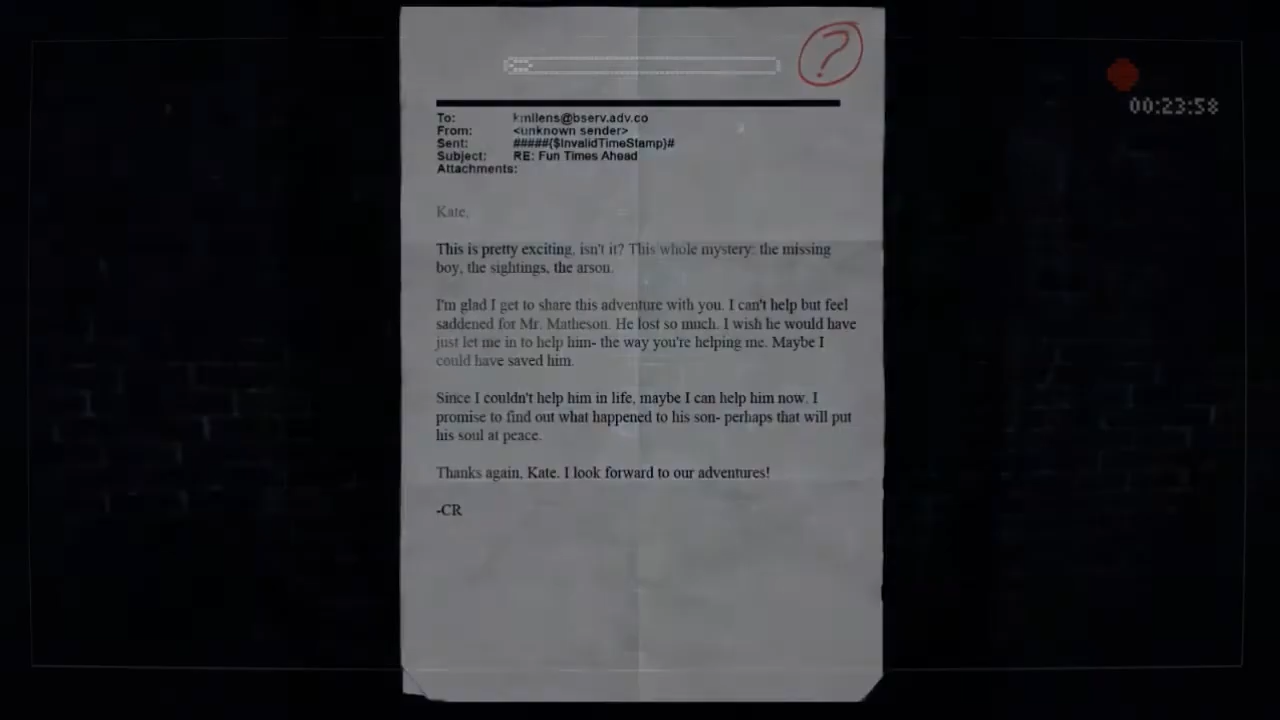 ?
00:23:58
To: kmilens@bserv.adv.co
From: <unknown sender>
Sent: #####{$InvalidTimeStamp}#
Subject: RE: Fun Times Ahead
Attachments:
Kate,
This is pretty exciting, isn't it? This whole mystery: the missing
boy, the sightings, the arson.
I'm glad I get to share this adventure with you. I can't help but feel
saddened for Mr. Matheson. He lost so much. I wish he would have
just let me in to help him- the way you're helping me. Maybe I
could have saved him.
Since I couldn't help him in life, maybe I can help him now. I
promise to find out what happened to his son- perhaps that will put
his soul at peace.
Thanks again, Kate. I look forward to our adventures!
-CR